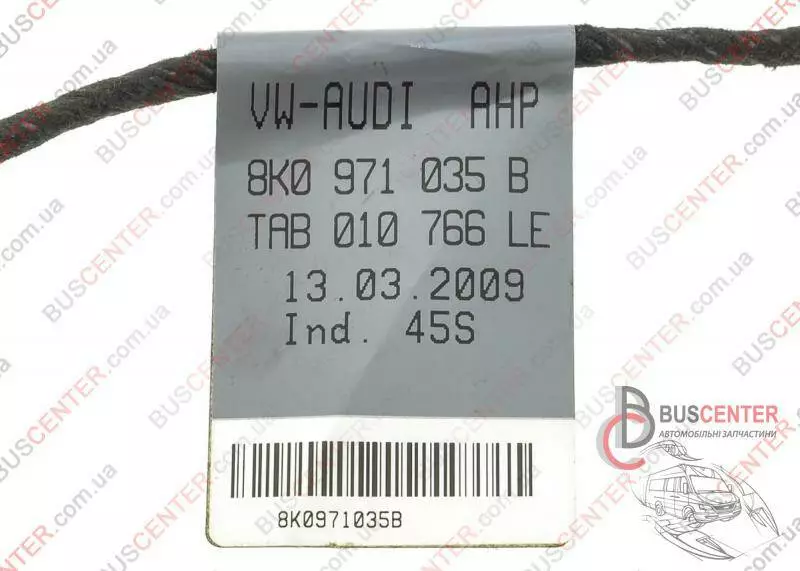 VW-AUDI AHP
8K0 971 035 B
TAB 010 766 LE
13.03.2009
Ind. 45S
8K0971035B
BUSCENTER
АВТОМОБІЛЬНІ ЗАПЧАСТИНИ
BUSCENTER.com.ua